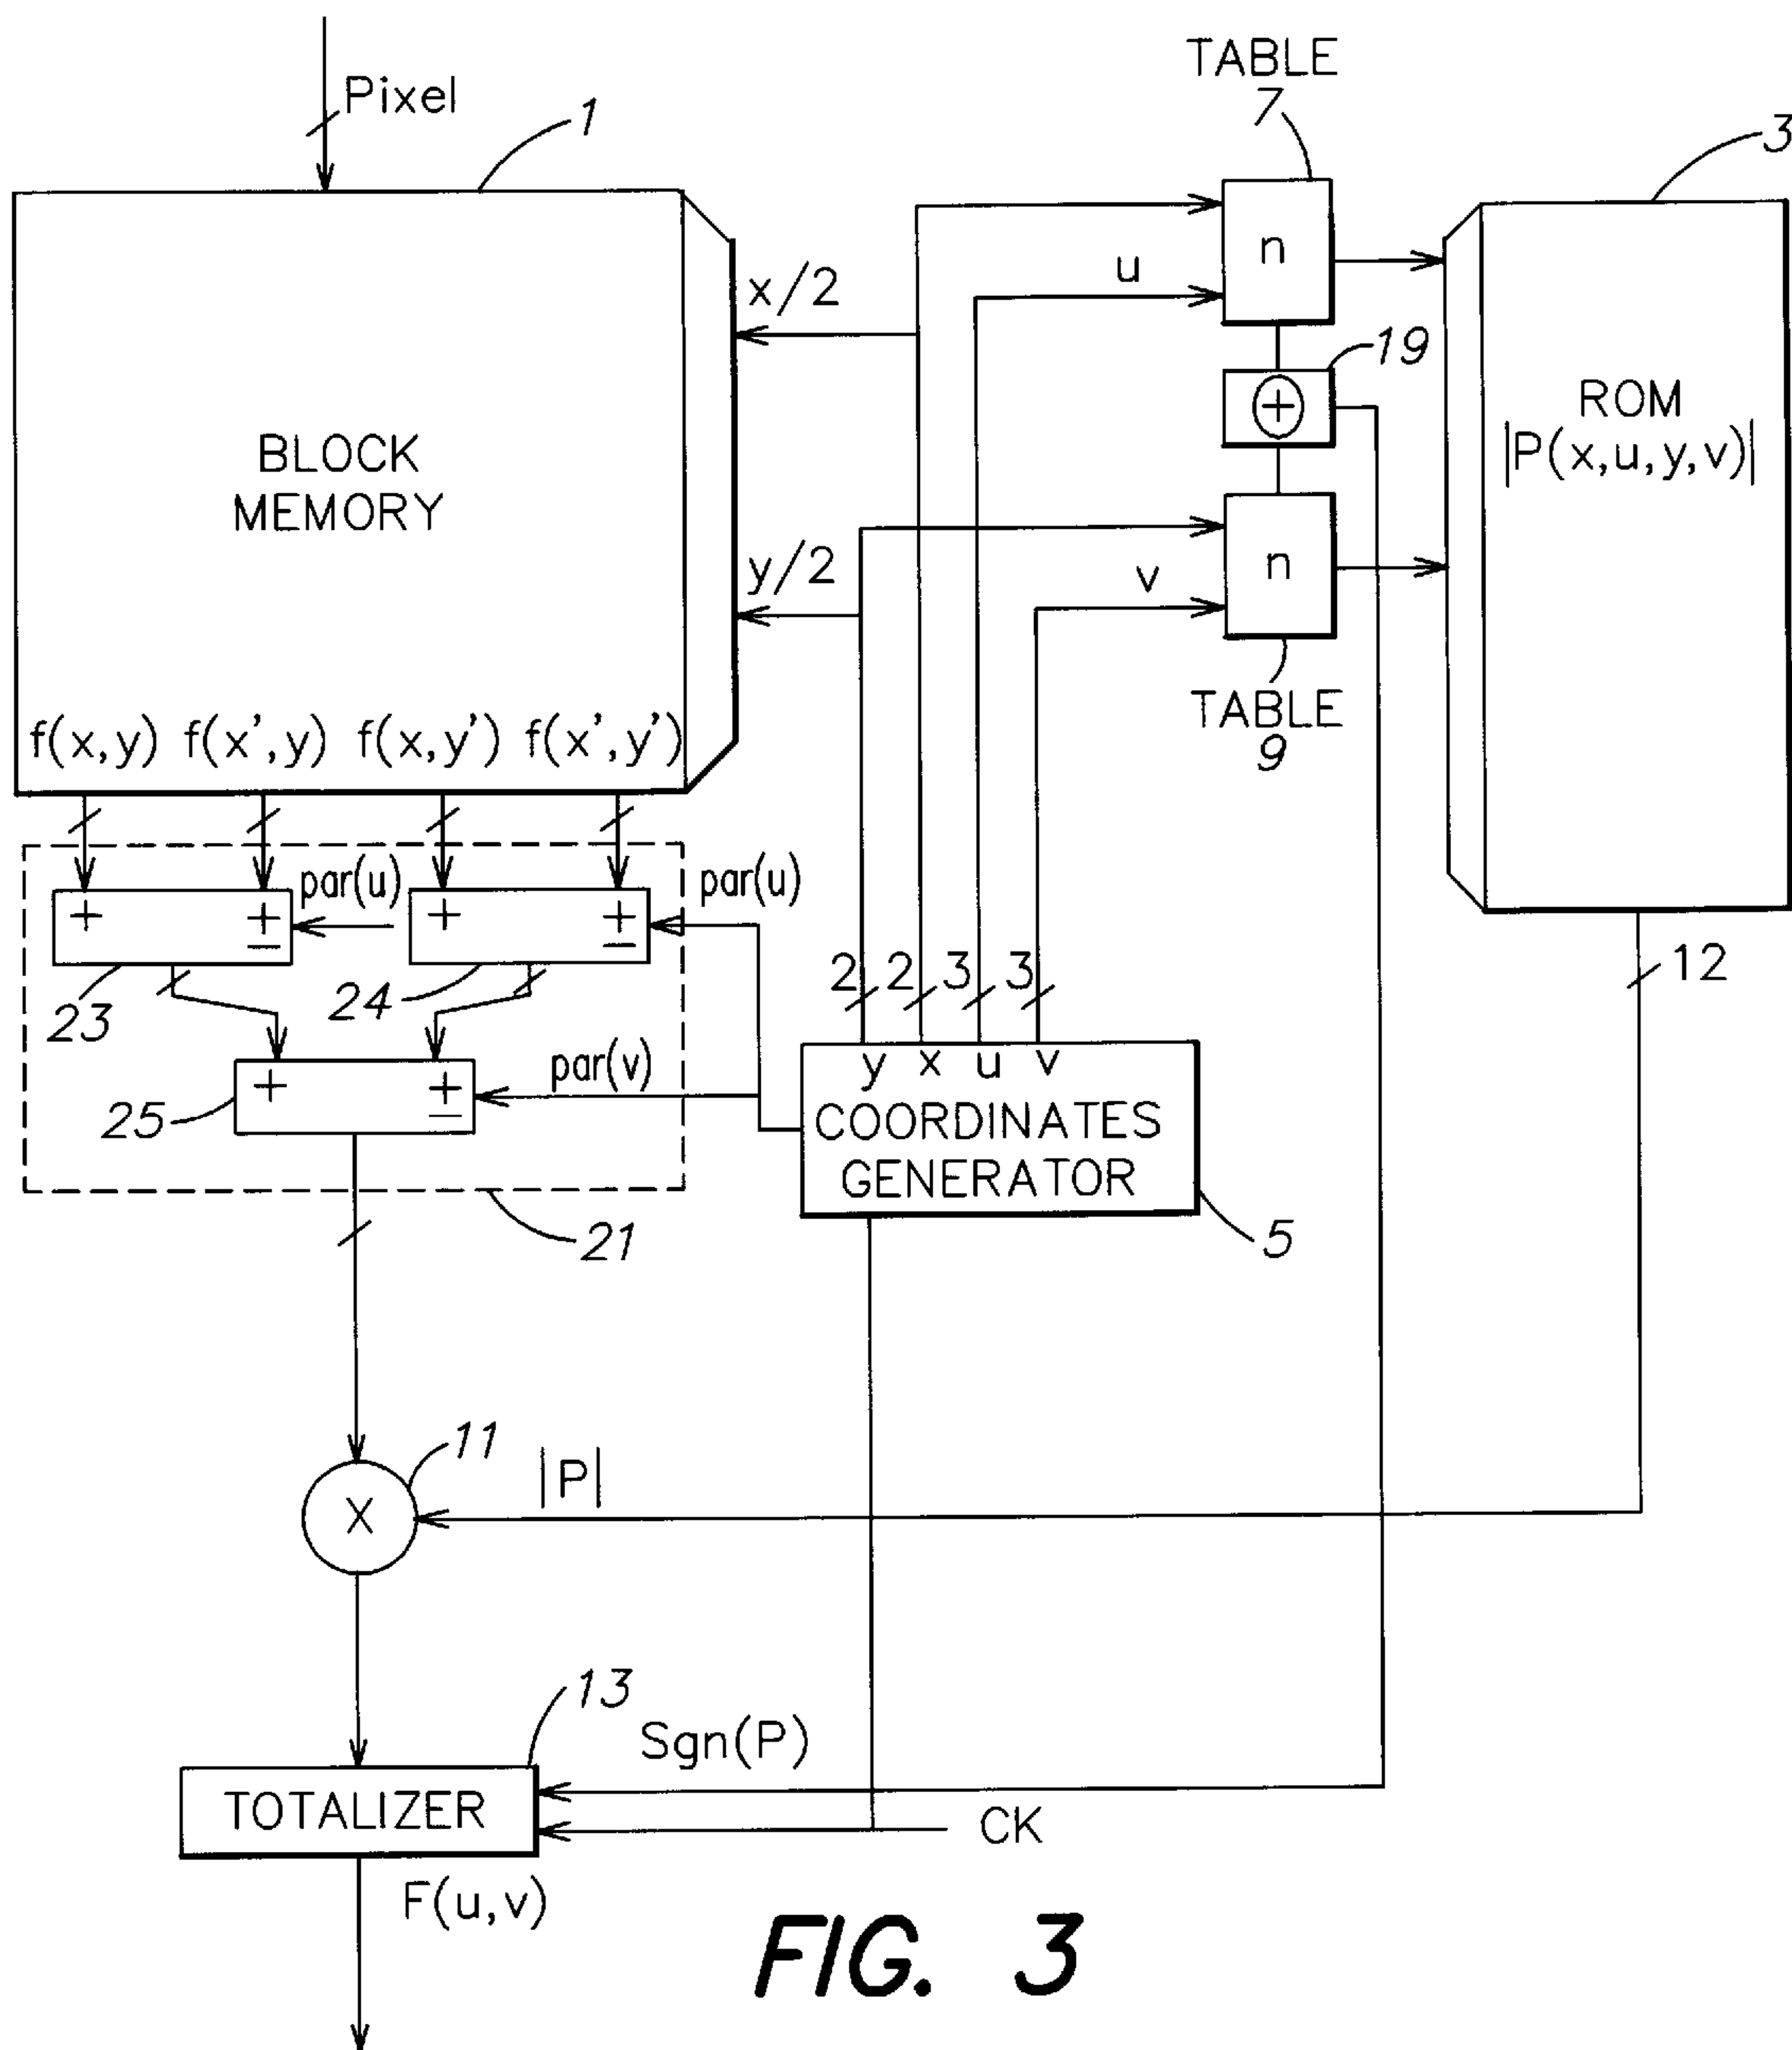 Pixel
1
TABLE
7
3
n
u
x/2
19
ROM
|P(x,u,y,v)|
BLOCK
MEMORY
y/2
v
n
TABLE
9
f(x,y) f(x',y) f(x,y') f(x',y')
+ ± par(u) + ± par(u)
23 24
2 2 3 3
12
y x u v
COORDINATES
GENERATOR
par(v)
+ ±
25
21
5
11
|P|
X
13
Sgn(P)
TOTALIZER
CK
F(u,v)
FIG. 3